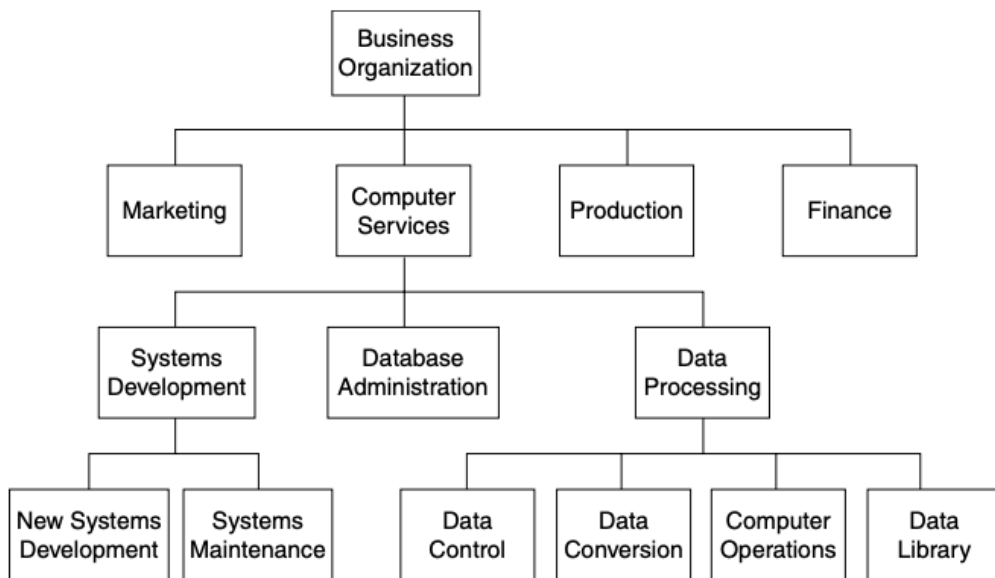 Business
Organization
Marketing
Computer
Services
Production
Finance
Systems
Development
Database
Administration
Data
Processing
New Systems
Development
Systems
Maintenance
Data
Control
Data
Conversion
Computer
Operations
Data
Library